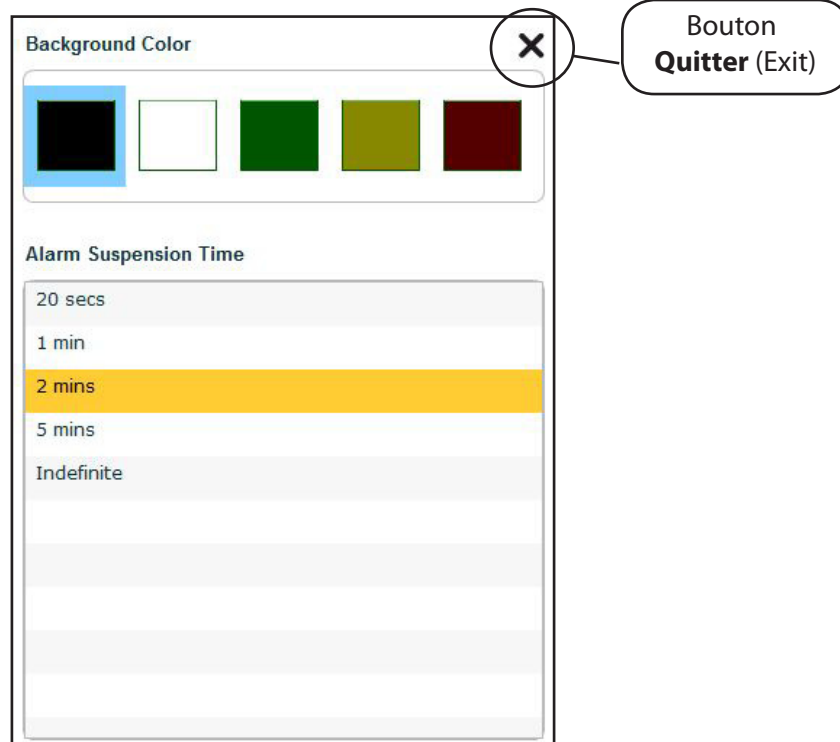 Background Color
Bouton
Quitter (Exit)
Alarm Suspension Time
20 secs
1 min
2 mins
5 mins
Indefinite